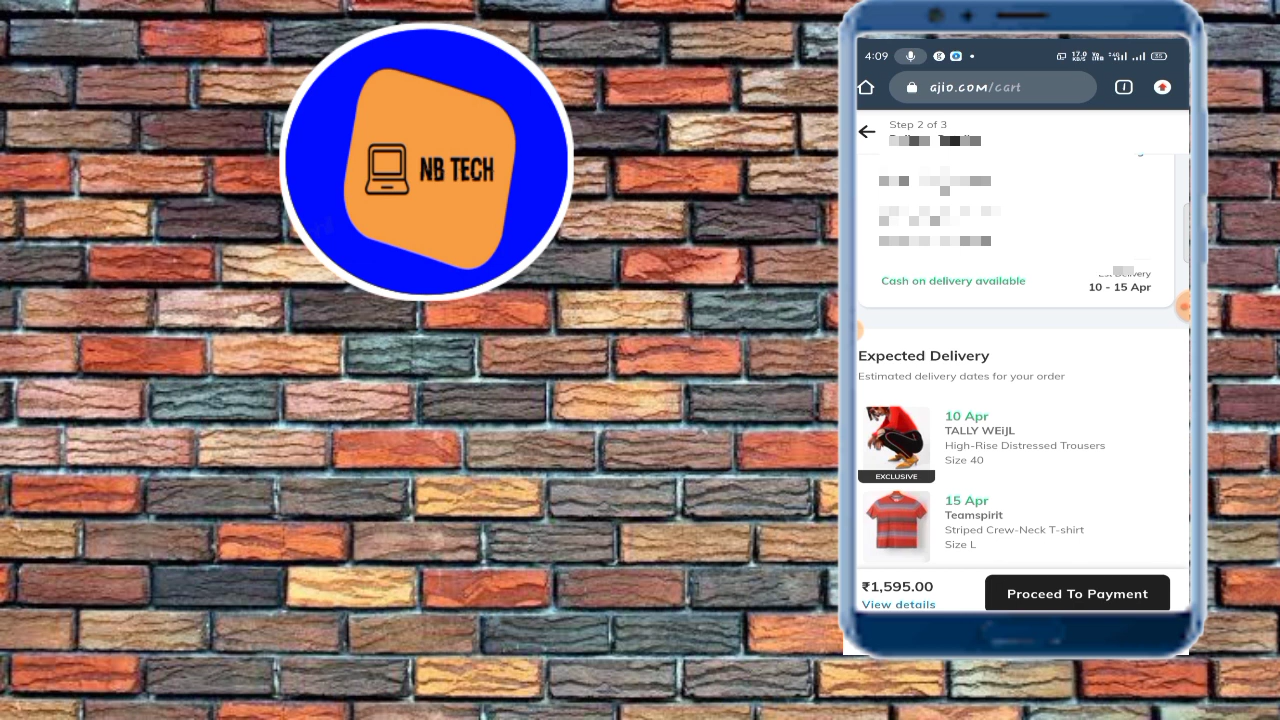 NB TECH
4:09
ajio.com/cart
Step 2 of 3
Cash on delivery available
Est Delivery
10 - 15 Apr
Expected Delivery
Estimated delivery dates for your order
10 Apr
TALLY WEiJL
High-Rise Distressed Trousers
Size 40
EXCLUSIVE
15 Apr
Teamspirit
Striped Crew-Neck T-shirt
Size L
₹1,595.00
View details
Proceed To Payment